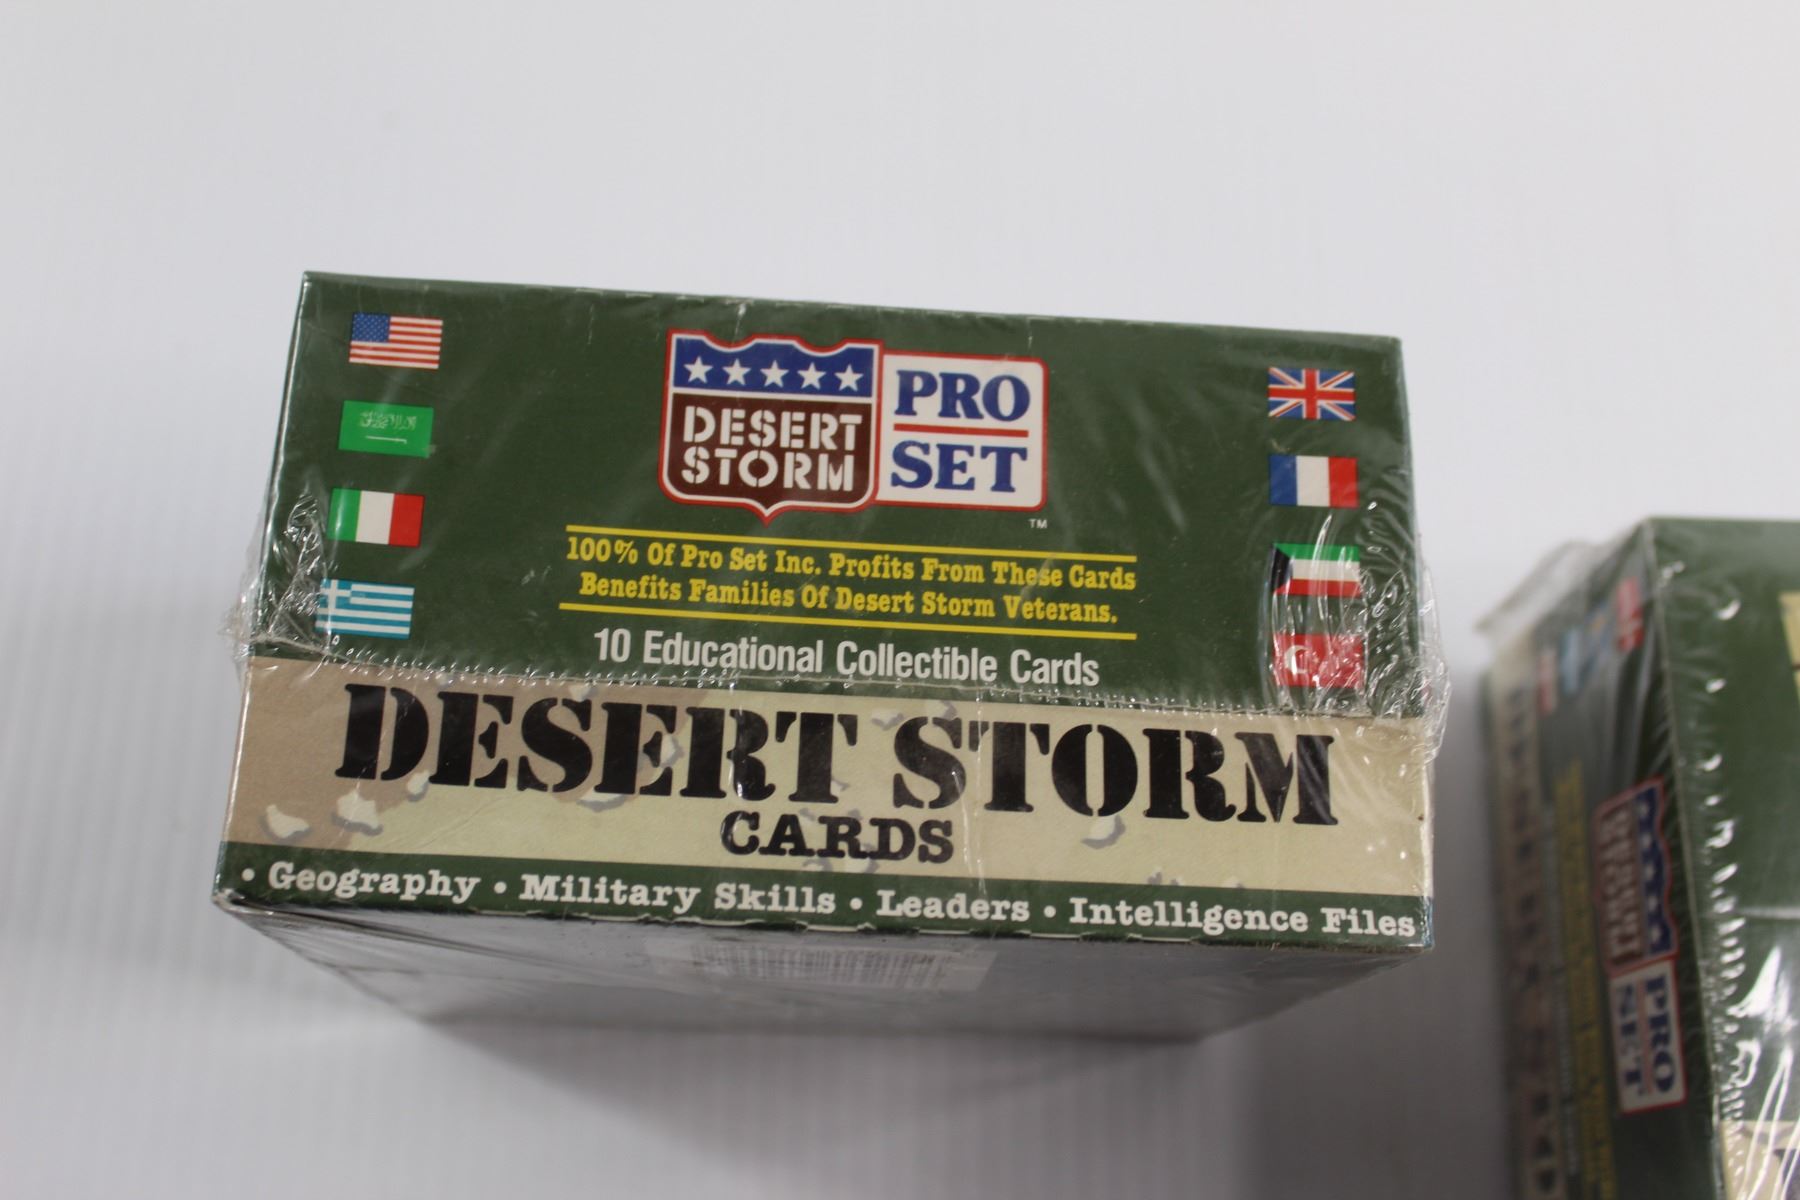 DESERT
STORM
PRO
SET
TM
100% Of Pro Set Inc. Profits From These Cards
Benefits Families Of Desert Storm Veterans.
10 Educational Collectible Cards
DESERT STORM
CARDS
• Geography • Military Skills • Leaders • Intelligence Files
PRO
SET